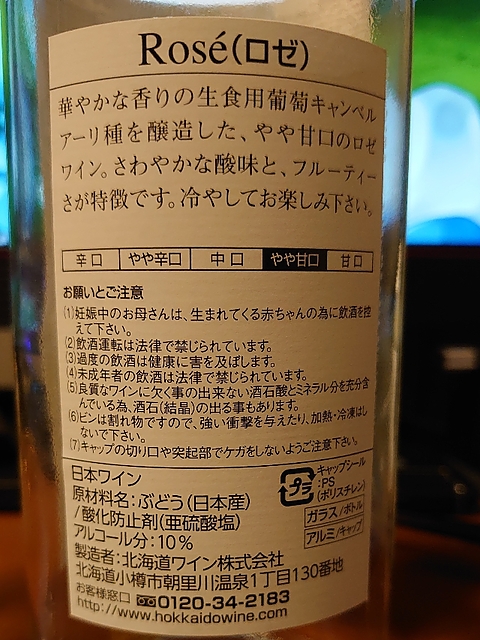 Rosé(ロゼ)
華やかな香りの生食用葡萄キャンベル
アーリ種を醸造した、やや甘口のロゼ
ワイン。さわやかな酸味と、フルーティー
さが特徴です。冷やしてお楽しみ下さい。
辛口 やや辛口 中口 やや甘口 甘口
お願いとご注意
(1)妊娠中のお母さんは、生まれてくる赤ちゃんの為に飲酒を控
えて下さい。
(2)飲酒運転は法律で禁じられています。
(3)過度の飲酒は健康に害を及ぼします。
(4)未成年者の飲酒は法律で禁じられています。
(5)良質なワインに欠く事の出来ない酒石酸とミネラル分を充分含
んでいる為、酒石(結晶)の出る事もあります。
(6)ビンは割れ物ですので、強い衝撃を与えたり、加熱・冷凍はし
ないで下さい。
(7)キャップの切り口や突起部でケガをしないようご注意下さい。
日本ワイン
原材料名:ぶどう(日本産)
/酸化防止剤(亜硫酸塩)
アルコール分:10%
プラ
キャップシール
:PS
(ポリスチレン)
ガラス/ボトル
アルミ/キャップ
製造者:北海道ワイン株式会社
北海道小樽市朝里川温泉1丁目130番地
お客様窓口 0120-34-2183
http://www.hokkaidowine.com